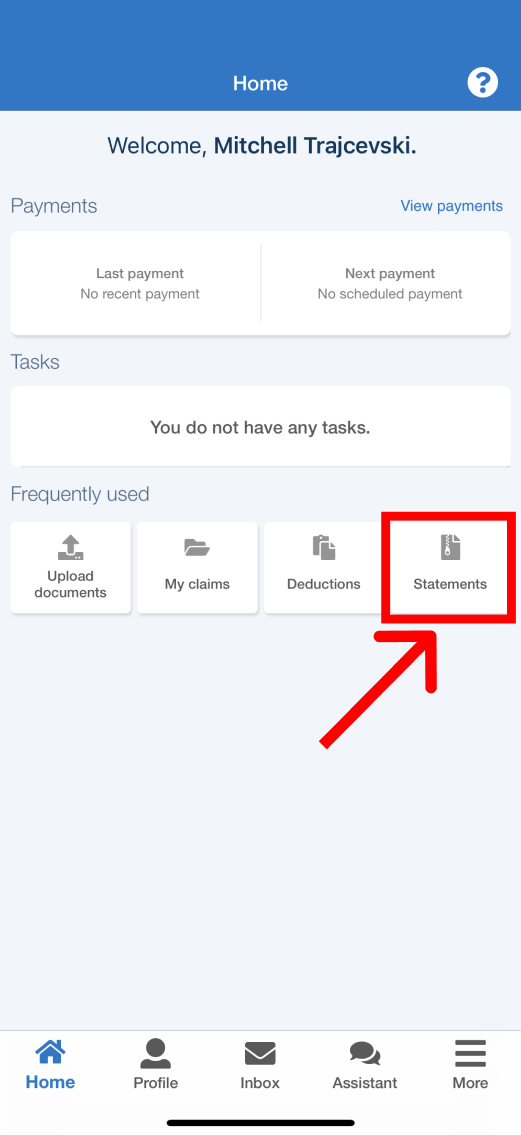 Home
?
Welcome, Mitchell Trajcevski.
Payments
View payments
Last payment
No recent payment
Next payment
No scheduled payment
Tasks
You do not have any tasks.
Frequently used
Upload
documents
My claims
Deductions
Statements
Home
Profile
Inbox
Assistant
More